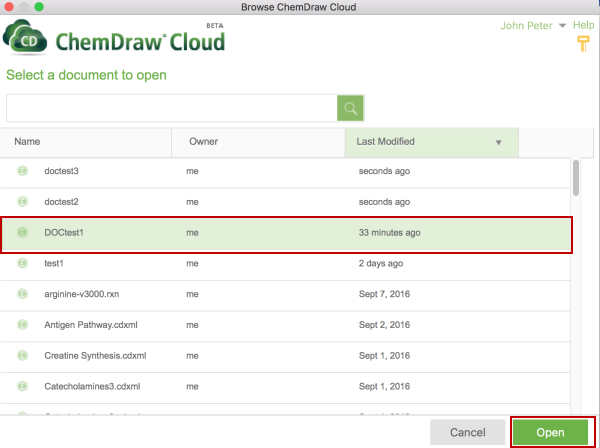 Browse ChemDraw Cloud
BETA
CD ChemDraw® Cloud
John Peter Help
Select a document to open
Name Owner Last Modified
doctest3 me seconds ago
doctest2 me seconds ago
DOCtest1 me 33 minutes ago
test1 me 2 days ago
arginine-v3000.rxn me Sept 7, 2016
Antigen Pathway.cdxml me Sept 2, 2016
Creatine Synthesis.cdxml me Sept 1, 2016
Catecholamines3.cdxml me Sept 1, 2016
Cancel Open